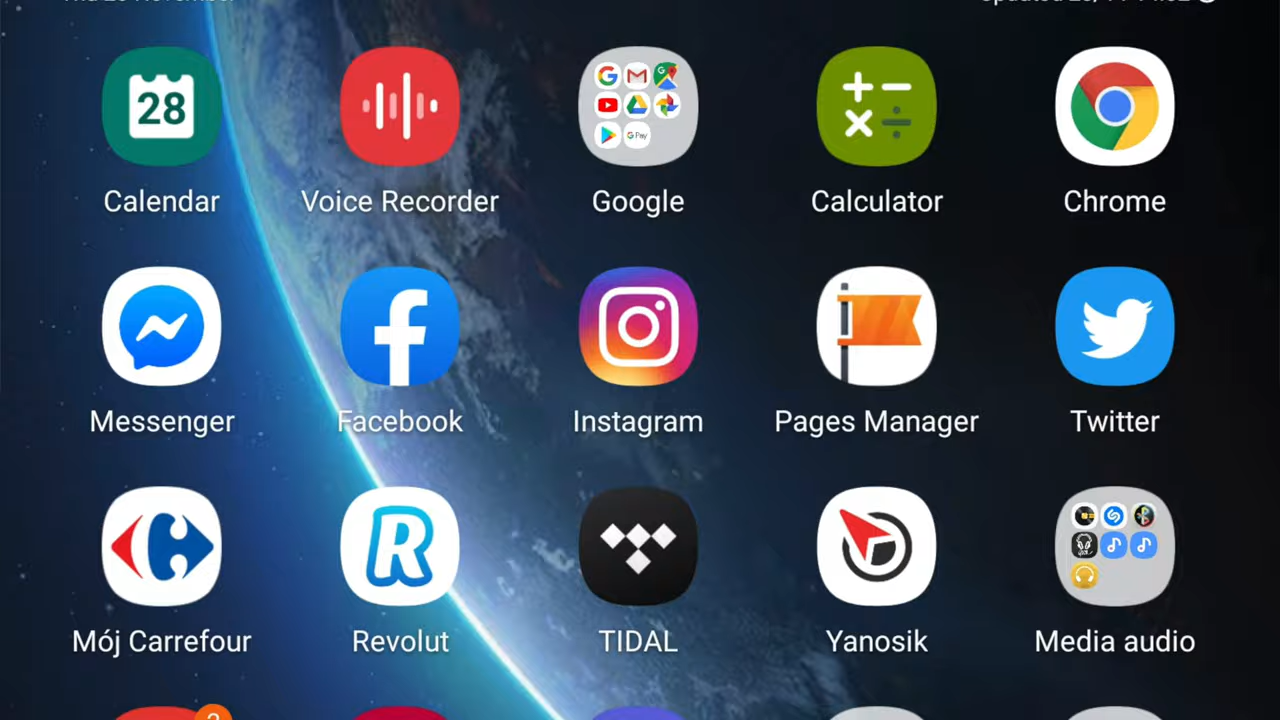 28
Calendar
Voice Recorder
Google
Calculator
Chrome
G Pay
Messenger
Facebook
Instagram
Pages Manager
Twitter
Mój Carrefour
Revolut
TIDAL
Yanosik
Media audio